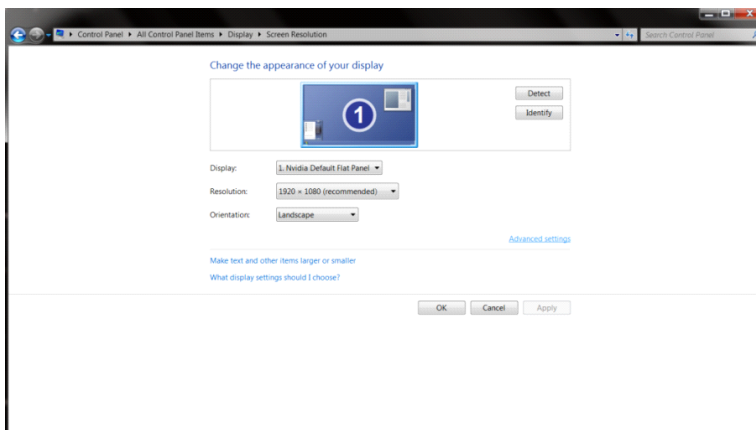 Control Panel ▸ All Control Panel Items ▸ Display ▸ Screen Resolution
Search Control Panel
Change the appearance of your display
1
Detect
Identify
Display: 1. Nvidia Default Flat Panel
Resolution: 1920 × 1080 (recommended)
Orientation: Landscape
Advanced settings
Make text and other items larger or smaller
What display settings should I choose?
OK Cancel Apply